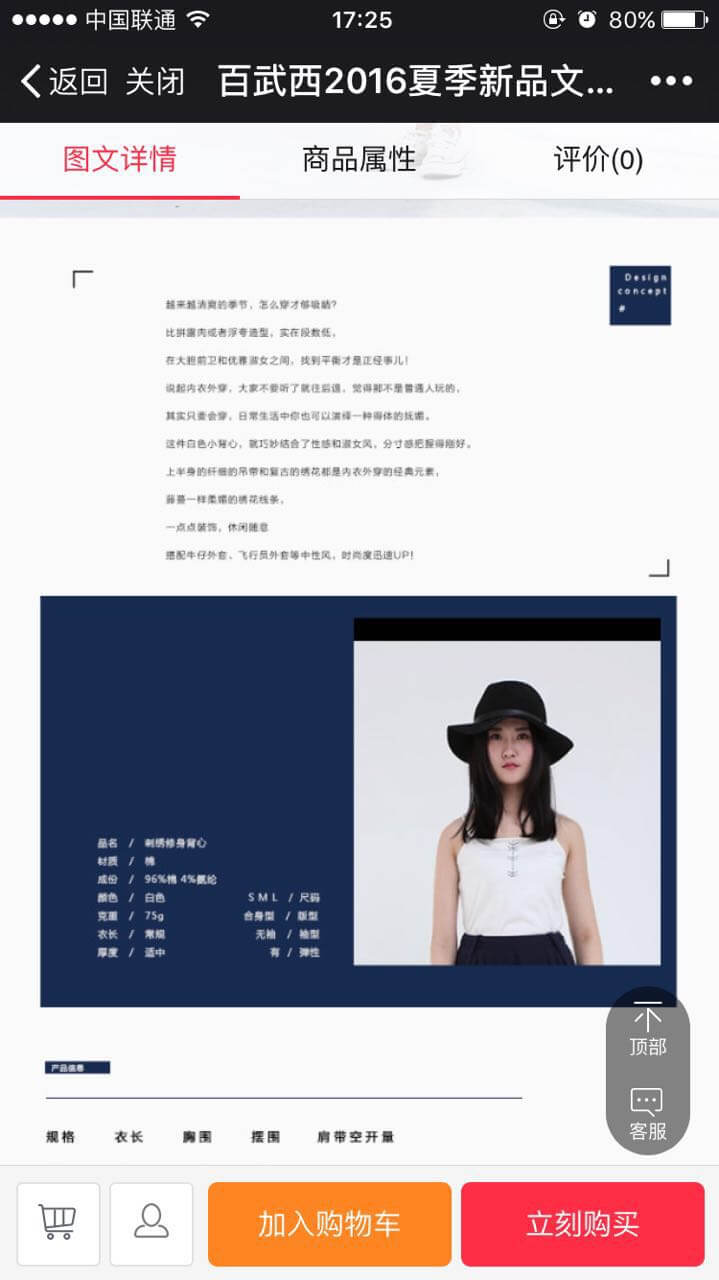 中国联通
17:25
80%
返回 关闭 百武西2016夏季新品文...
图文详情 商品属性 评价(0)
Design
concept
#
越来越清爽的季节，怎么穿才够吸睛？
比拼露肉或者浮夸造型，实在段数低，
在大胆前卫和优雅淑女之间，找到平衡才是正经事儿！
说起内衣外穿，大家不要听了就往后退，觉得那不是普通人玩的，
其实只要会穿，日常生活中你也可以演绎一种得体的妩媚。
这件白色小背心，就巧妙结合了性感和淑女风，分寸感把握得刚好。
上半身的纤细的吊带和复古的绣花都是内衣外穿的经典元素，
藤蔓一样柔媚的绣花线条，
一点点装饰，休闲随意
搭配牛仔外套、飞行员外套等中性风，时尚度迅速UP！
品名 / 刺绣修身背心
材质 / 棉
成份 / 96%棉 4%氨纶
颜色 / 白色 S M L / 尺码
克重 / 75g 合身型 / 版型
衣长 / 常规 无袖 / 袖型
厚度 / 适中 有 / 弹性
顶部
产品信息
客服
规格 衣长 胸围 摆围 肩带空开量
加入购物车 立刻购买